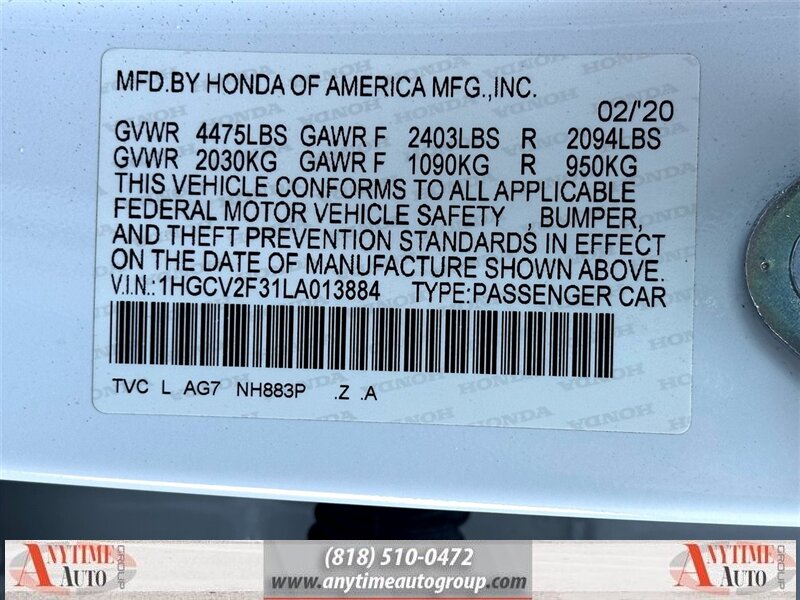 MFD.BY HONDA OF AMERICA MFG.,INC.
02/'20
GVWR 4475LBS GAWR F 2403LBS R 2094LBS
GVWR 2030KG GAWR F 1090KG R 950KG
THIS VEHICLE CONFORMS TO ALL APPLICABLE
FEDERAL MOTOR VEHICLE SAFETY , BUMPER,
AND THEFT PREVENTION STANDARDS IN EFFECT
ON THE DATE OF MANUFACTURE SHOWN ABOVE.
V.I.N.:1HGCV2F31LA013884 TYPE:PASSENGER CAR
TVC L AG7 NH883P .Z .A
ANYTIME AUTO GROUP
(818) 510-0472
www.anytimeautogroup.com
ANYTIME AUTO GROUP